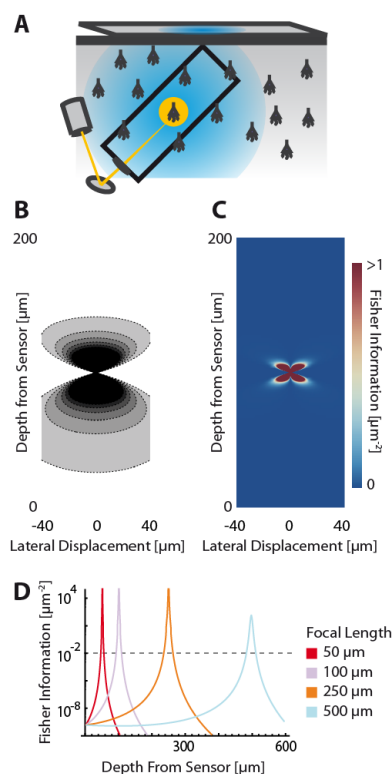 A
B
C
200
200
>1
Depth from Sensor [µm]
Depth from Sensor [µm]
Fisher Information [µm⁻²]
0
0
0
-40
0
40
-40
0
40
Lateral Displacement [µm]
Lateral Displacement [µm]
D
Fisher Information [µm⁻²]
10⁴
10⁻²
10⁻⁸
300
600
Depth From Sensor [µm]
Focal Length
50 µm
100 µm
250 µm
500 µm